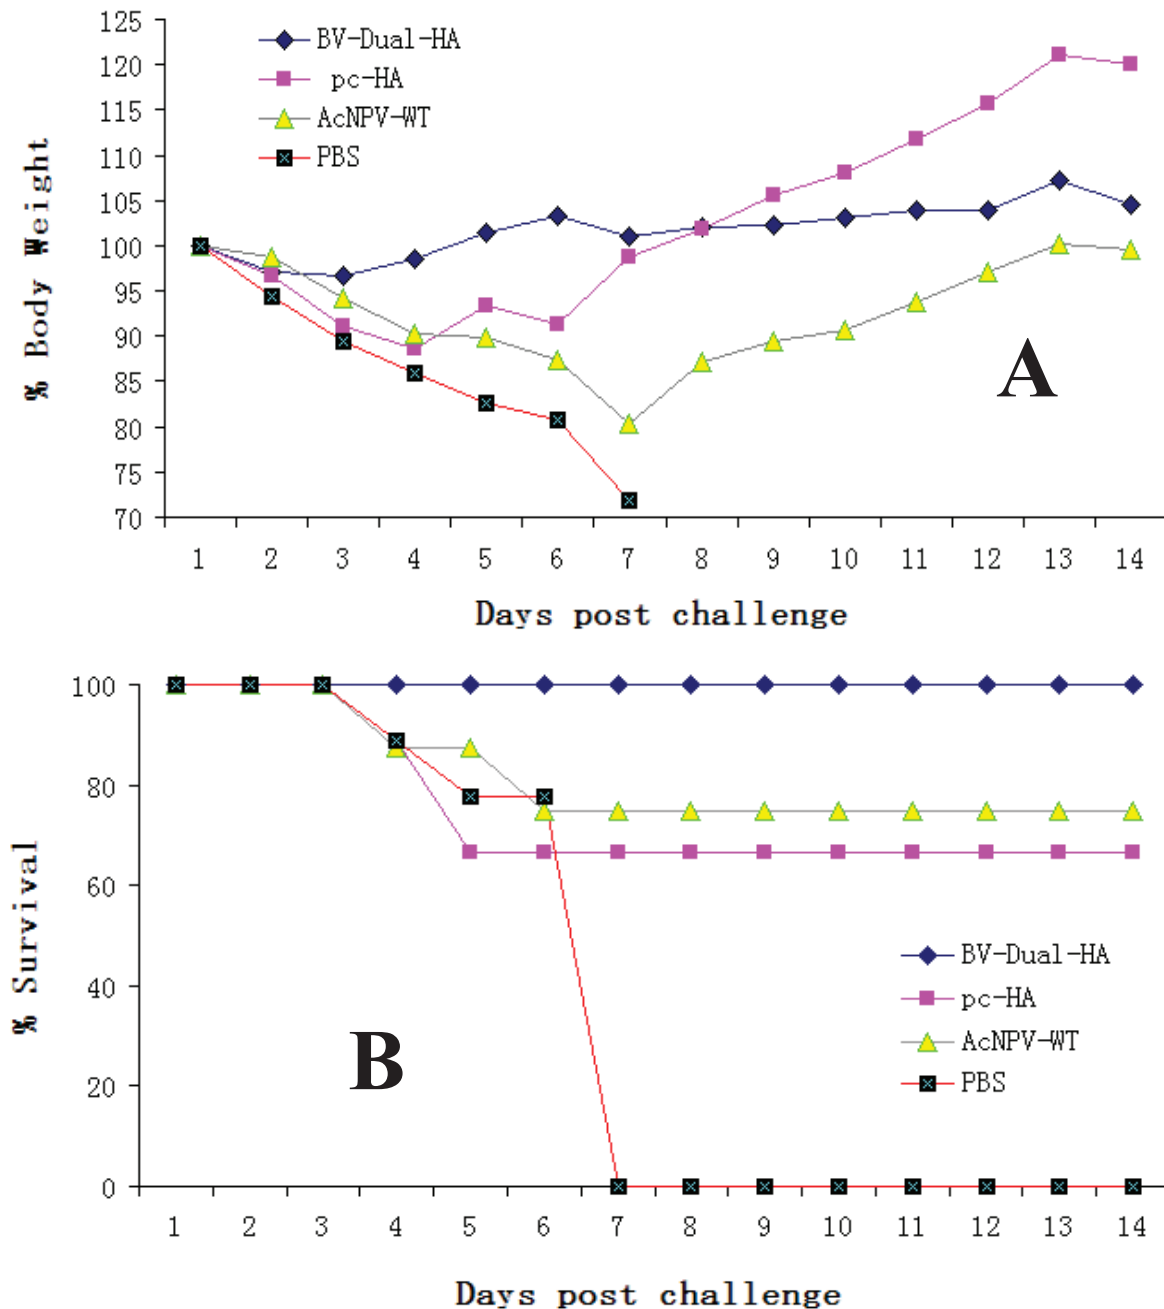 125
120
115
110
105
100
95
90
85
80
75
70
% Body Weight
BV-Dual-HA
pc-HA
AcNPV-WT
PBS
A
1 2 3 4 5 6 7 8 9 10 11 12 13 14
Days post challenge
100
80
60
40
20
0
% Survival
BV-Dual-HA
pc-HA
AcNPV-WT
PBS
B
1 2 3 4 5 6 7 8 9 10 11 12 13 14
Days post challenge